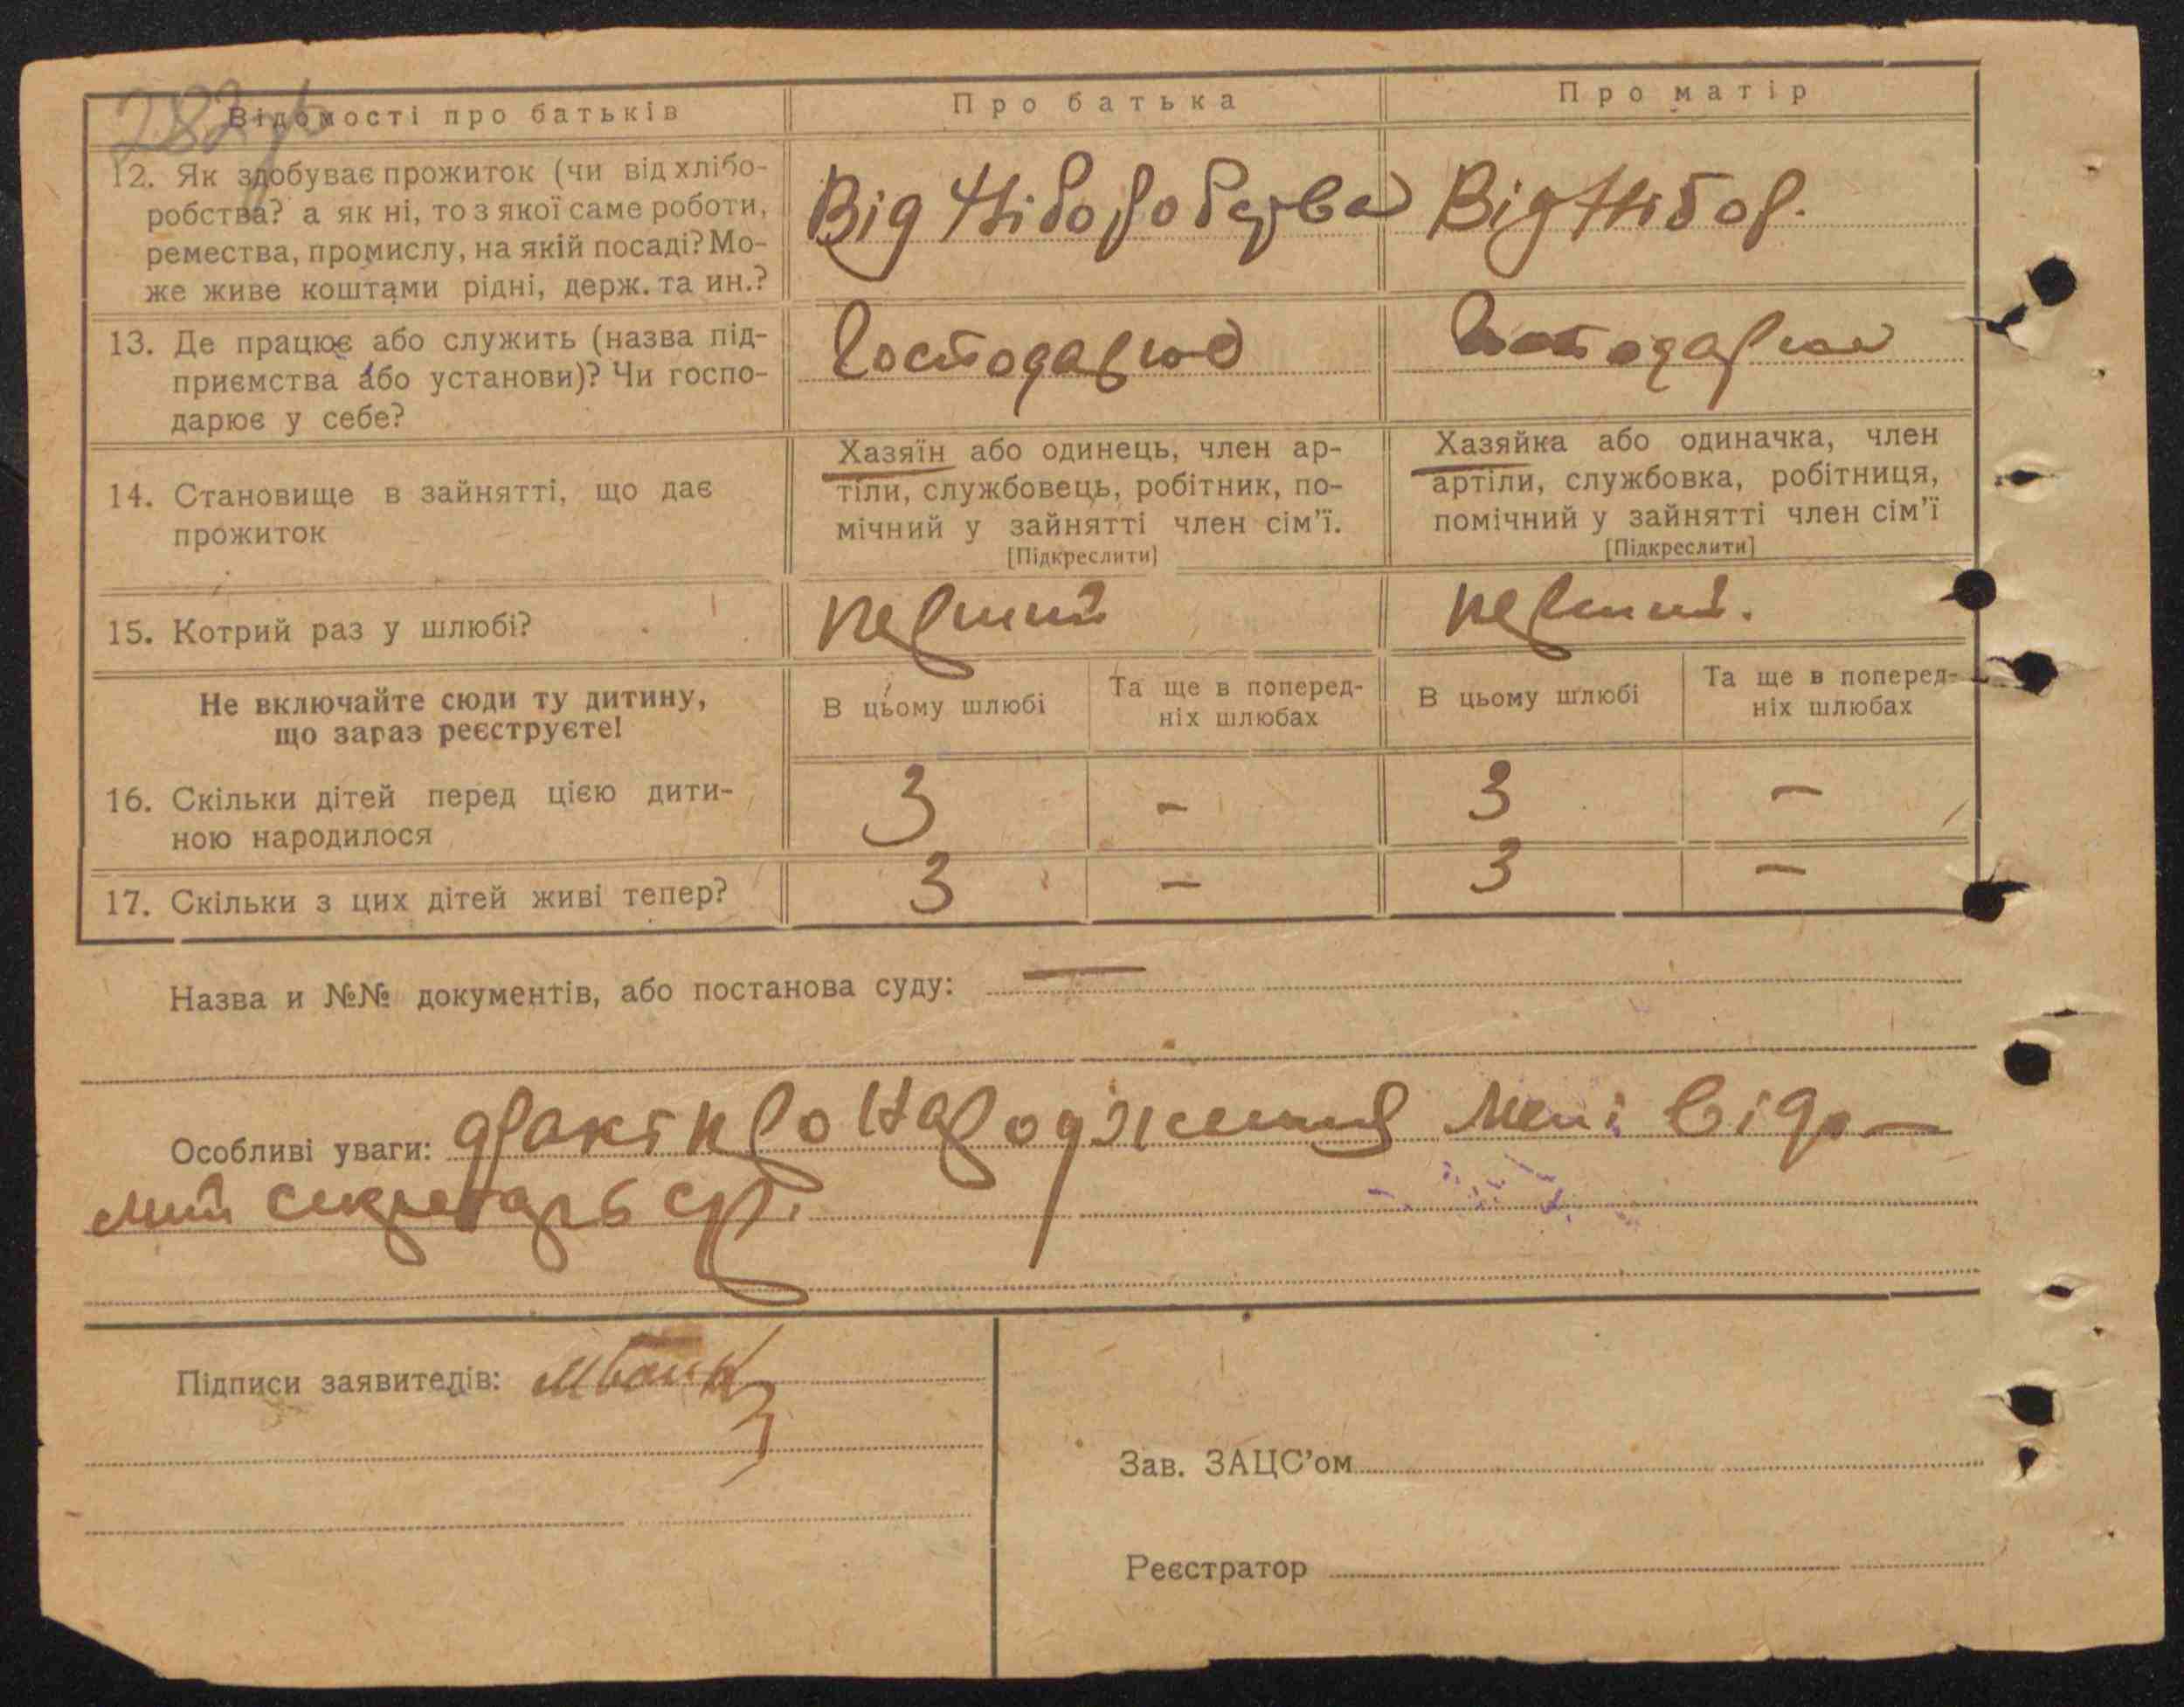 282зв
Відомості про батьків
Про батька
Про матір
12. Як здобуває прожиток (чи від хлібо-
робства? а як ні, то з якої саме роботи,
ремества, промислу, на якій посаді? Мо-
же живе коштами рідні, держ. та ин.?
Від Хліборобства
Від Хлібор.
13. Де працює або служить (назва під-
приємства або установи)? Чи госпо-
дарює у себе?
Господарює
Господарює
14. Становище в зайнятті, що дає
прожиток
Хазяїн або одинець, член ар-
тіли, службовець, робітник, по-
мічний у зайнятті член сім'ї.
[Підкреслити]
Хазяйка або одиначка, член
артіли, службовка, робітниця,
помічний у зайнятті член сім'ї
[Підкреслити]
15. Котрий раз у шлюбі?
перший
перший.
Не включайте сюди ту дитину,
що зараз реєструєте!
В цьому шлюбі
Та ще в поперед-
ніх шлюбах
В цьому шлюбі
Та ще в поперед-
ніх шлюбах
16. Скільки дітей перед цією дити-
ною народилося
3 - 3 -
17. Скільки з цих дітей живі тепер?
3 - 3 -
Назва и №№ документів, або постанова суду: —
Особливі уваги: факт про Народження мені відо-
мий секретарь ср.
Підписи заявителів:
Зав. ЗАЦС'ом
Реєстратор